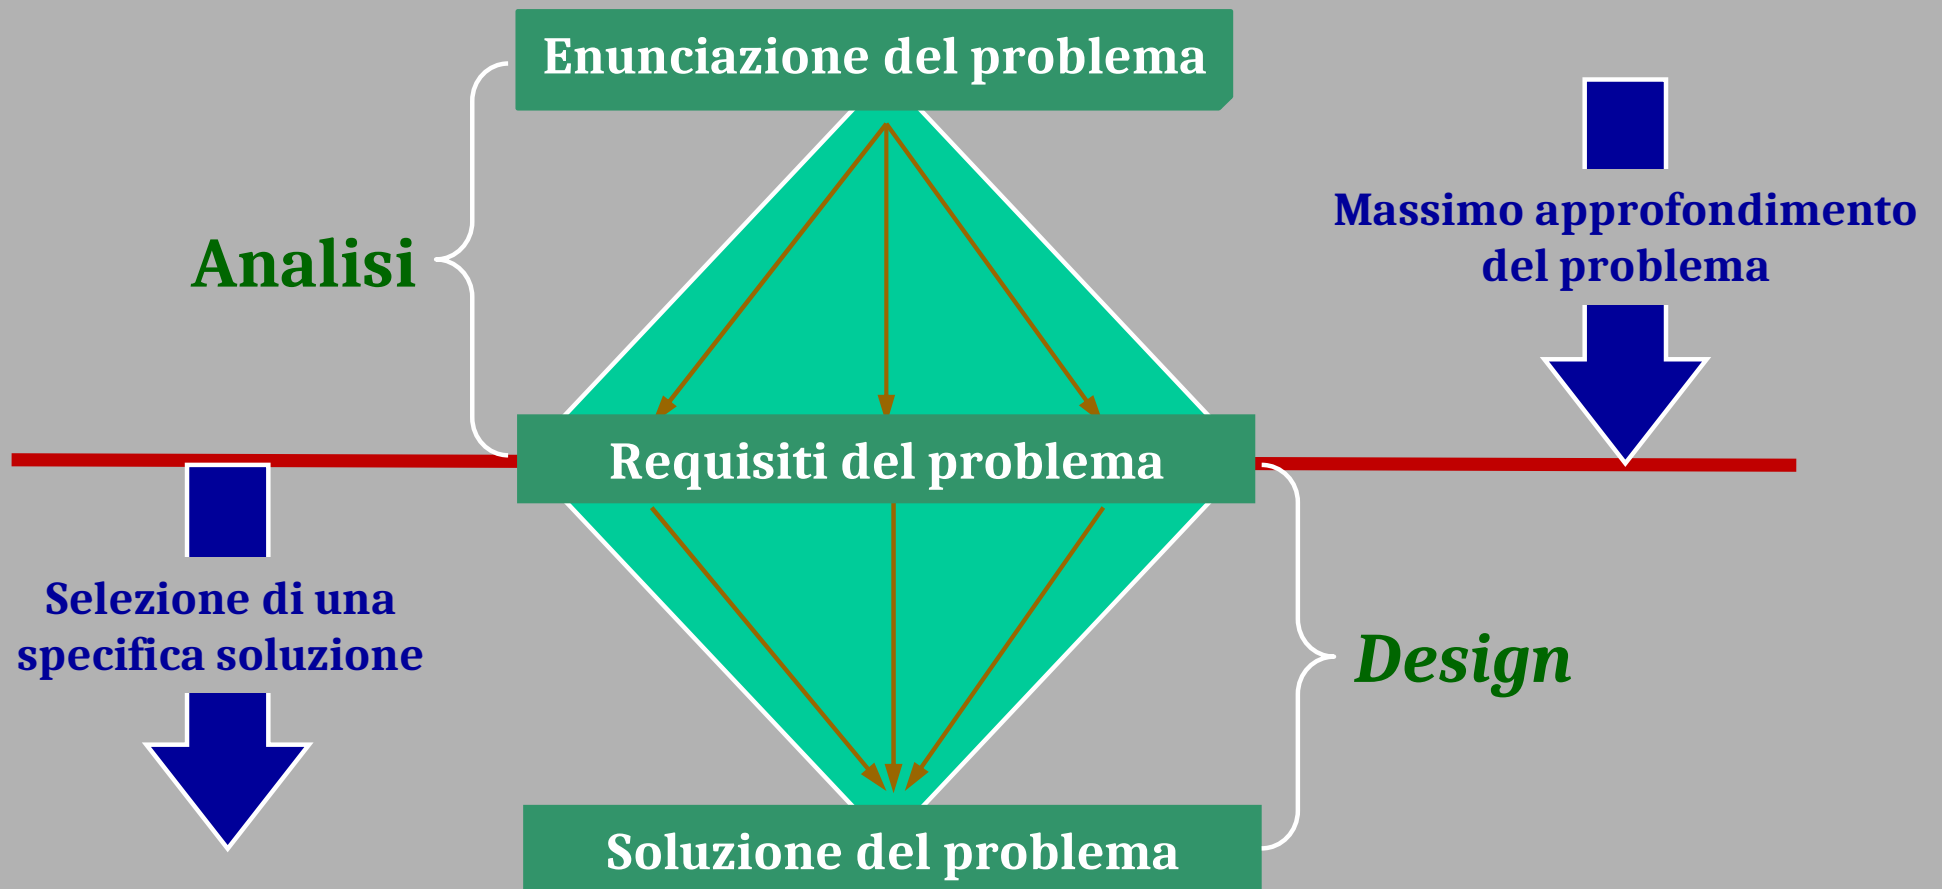 Enunciazione del problema
Massimo approfondimento
del problema
Analisi
Requisiti del problema
Selezione di una
specifica soluzione
Design
Soluzione del problema